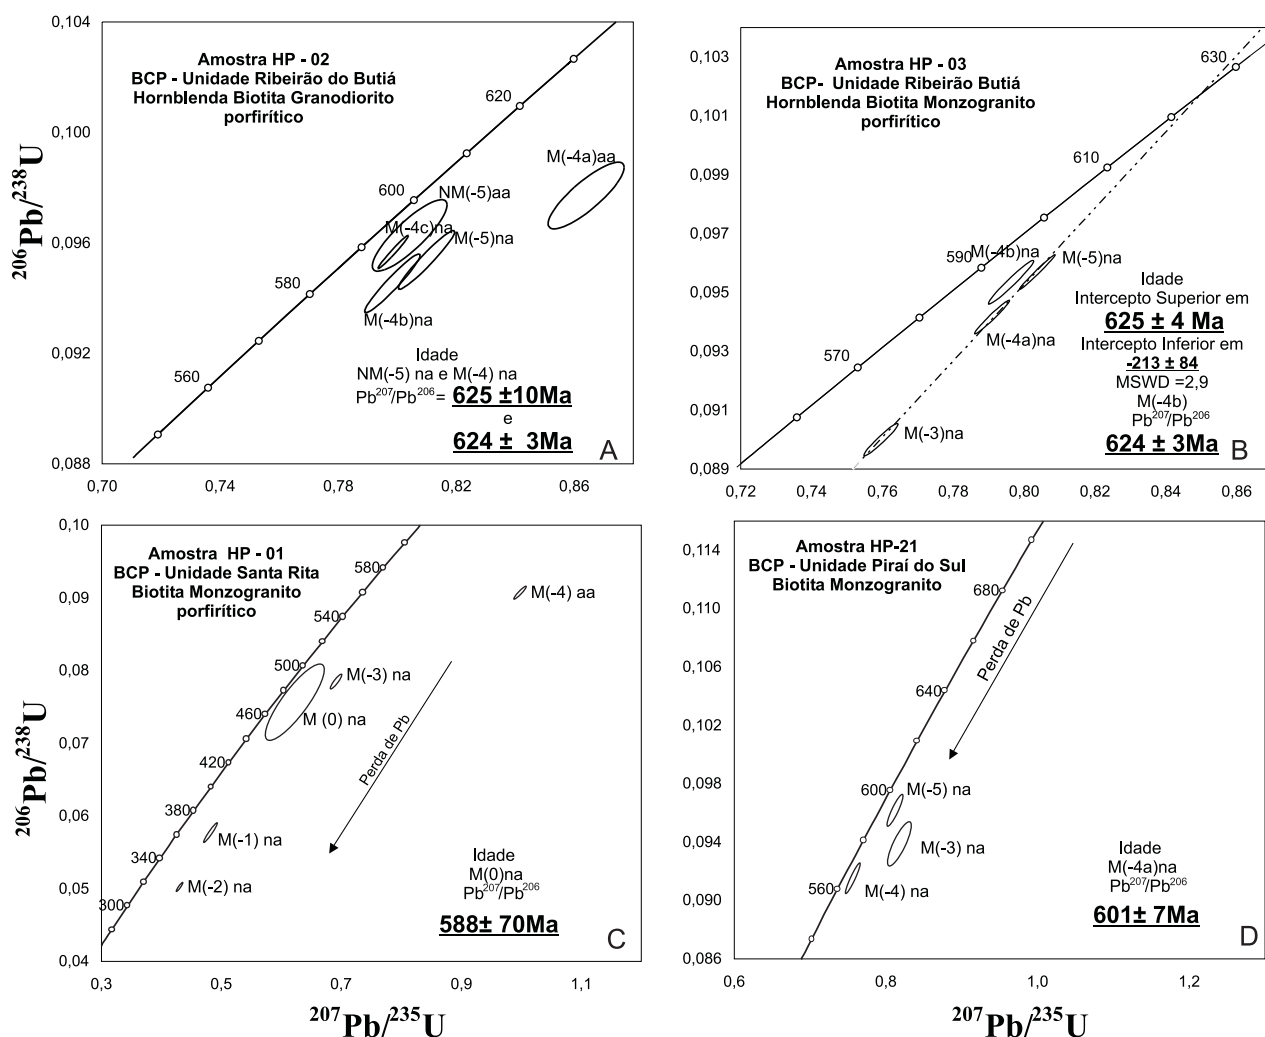 Amostra HP - 02
BCP - Unidade Ribeirão do Butiá
Hornblenda Biotita Granodiorito
porfirítico
0,104
0,100
0,096
0,092
0,088
206Pb/238U
620
600
580
560
M(-4a)aa
NM(-5)aa
M(-4c)na
M(-5)na
M(-4b)na
Idade
NM(-5) na e M(-4) na
Pb207/Pb206 = 625 ±10Ma
e
624 ± 3Ma
A
0,70
0,74
0,78
0,82
0,86
Amostra HP - 03
BCP- Unidade Ribeirão Butiá
Hornblenda Biotita Monzogranito
porfirítico
0,103
0,101
0,099
0,097
0,095
0,093
0,091
0,089
630
610
590
570
M(-4b)na
M(-5)na
M(-4a)na
M(-3)na
Idade
Intercepto Superior em
625 ± 4 Ma
Intercepto Inferior em
-213 ± 84
MSWD =2,9
M(-4b)
Pb207/Pb206
624 ± 3Ma
B
0,72
0,74
0,76
0,78
0,80
0,82
0,84
0,86
Amostra HP - 01
BCP - Unidade Santa Rita
Biotita Monzogranito
porfirítico
0,10
0,09
0,08
0,07
0,06
0,05
0,04
206Pb/238U
580
540
500
460
420
380
340
300
M(-4) aa
M(-3) na
M (0) na
M(-1) na
M(-2) na
Perda de Pb
Idade
M(0)na
Pb207/Pb206
588± 70Ma
C
0,3
0,5
0,7
0,9
1,1
207Pb/235U
Amostra HP-21
BCP - Unidade Piraí do Sul
Biotita Monzogranito
0,114
0,110
0,106
0,102
0,098
0,094
0,090
0,086
680
640
600
560
Perda de Pb
M(-5) na
M(-3) na
M(-4) na
Idade
M(-4a)na
Pb207/Pb206
601± 7Ma
D
0,6
0,8
1,0
1,2
207Pb/235U